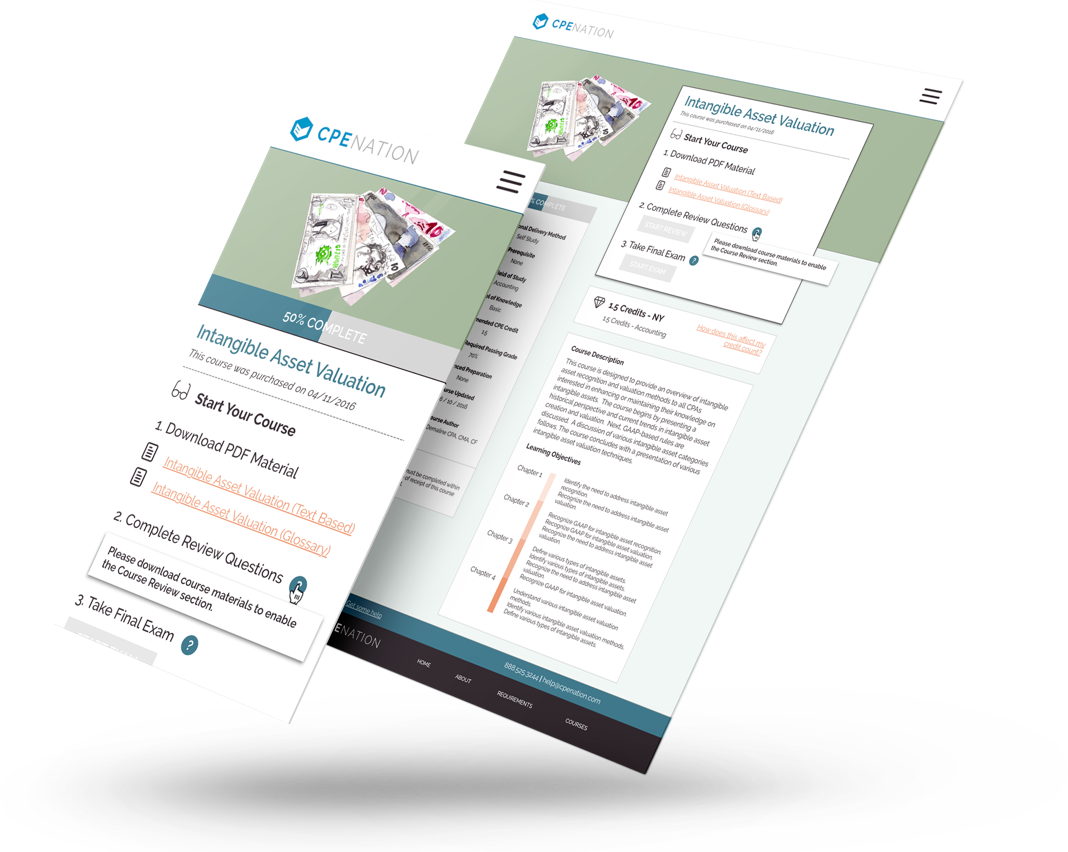 CPENATION
50% COMPLETE
Intangible Asset Valuation
This course was purchased on 04/11/2016
Start Your Course
1. Download PDF Material
Intangible Asset Valuation (Text Based)
Intangible Asset Valuation (Glossary)
2. Complete Review Questions
Please download course materials to enable
the Course Review section.
3. Take Final Exam ?
CPENATION
Intangible Asset Valuation
This course was purchased on 04/11/2016
Start Your Course
1. Download PDF Material
Intangible Asset Valuation (Text Based)
Intangible Asset Valuation (Glossary)
2. Complete Review Questions
START REVIEW
Please download course materials to enable
the Course Review section.
3. Take Final Exam ?
START EXAM
% COMPLETE
onal Delivery Method
Self Study
Prerequisite
None
ield of Study
Accounting
of Knowledge
Basic
mended CPE Credit
1.5
equired Passing Grade
70%
nced Preparation
None
urse Updated
/ 10 / 2016
ourse Author
Demaline CPA, CMA, CF
must be completed within
of receipt of this course
1.5 Credits - NY
1.5 Credits - Accounting
How does this affect my
credit count?
Course Description
This course is designed to provide an overview of intangible
asset recognition and valuation methods to all CPAs
interested in enhancing or maintaining their knowledge on
intangible assets. The course begins by presenting a
historical perspective and current trends in intangible asset
creation and valuation. Next, GAAP-based rules are
discussed. A discussion of various intangible asset categories
follows. The course concludes with a presentation of various
intangible asset valuation techniques.
Learning Objectives
Chapter 1
Identify the need to address intangible asset
recognition.
Recognize the need to address intangible asset
valuation
Chapter 2
Recognize GAAP for intangible asset recognition
Recognize GAAP for intangible asset valuation.
Recognize the need to address intangible asset
Chapter 3
Define various types of intangible assets.
Identify various types of intangible assets.
Recognize the need to address intangible asset
valuation.
Recognize GAAP for intangible asset valuation.
Chapter 4
Understand various intangible asset valuation
methods.
Identify various intangible asset valuation methods.
Define various types of intangible assets.
Get some help
888.525.3244 | help@cpenation.com
PENATION
HOME
ABOUT
REQUIREMENTS
COURSES